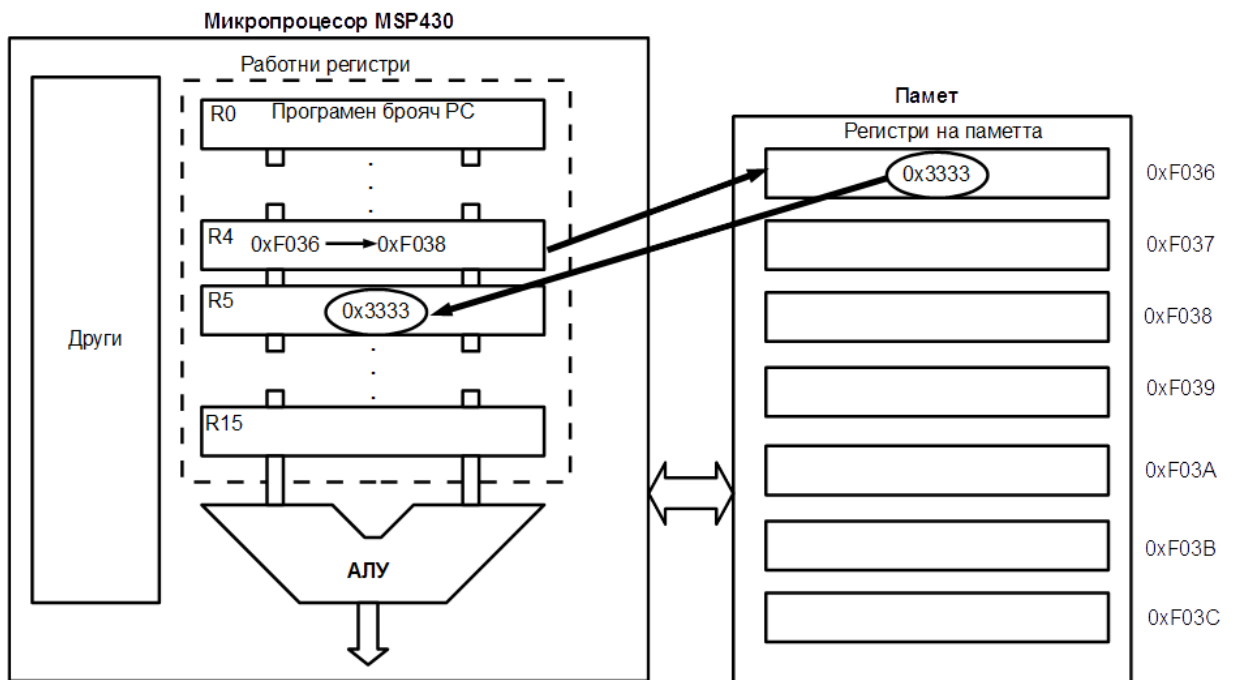 Микропроцесор MSP430
Работни регистри
R0 Програмен брояч PC
R4 0xF036 0xF038
R5 0x3333
R15
Други
АЛУ
Памет
Регистри на паметта
0x3333
0xF036
0xF037
0xF038
0xF039
0xF03A
0xF03B
0xF03C